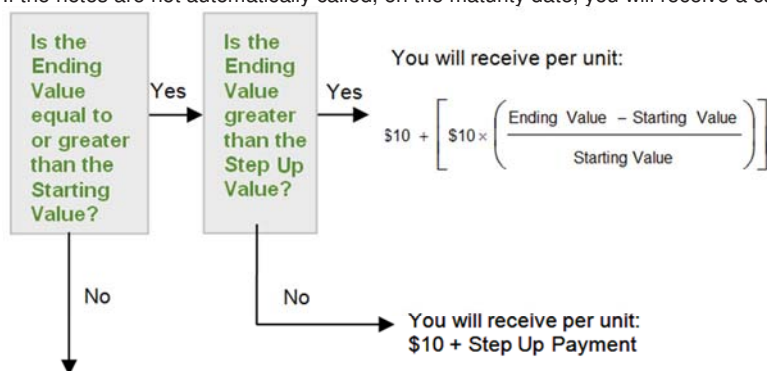 If the notes are not automatically called, on the maturity date, you will receive a
Is the
Ending
Value
equal to
or greater
than the
Starting
Value?
Yes
Is the
Ending
Value
greater
than the
Step Up
Value?
Yes
You will receive per unit:
$10 + [ $10 × ( Ending Value – Starting Value / Starting Value ) ]
No
No
You will receive per unit:
$10 + Step Up Payment